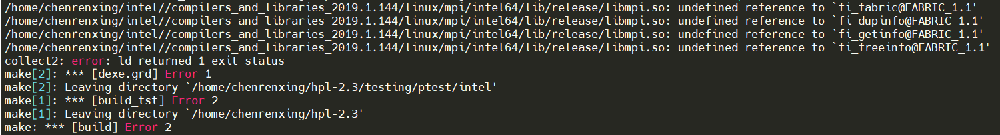 /home/chenrenxing/intel//compilers_and_libraries_2019.1.144/linux/mpi/intel64/lib/release/libmpi.so: undefined reference to `fi_fabric@FABRIC_1.1'
/home/chenrenxing/intel//compilers_and_libraries_2019.1.144/linux/mpi/intel64/lib/release/libmpi.so: undefined reference to `fi_dupinfo@FABRIC_1.1'
/home/chenrenxing/intel//compilers_and_libraries_2019.1.144/linux/mpi/intel64/lib/release/libmpi.so: undefined reference to `fi_getinfo@FABRIC_1.1'
/home/chenrenxing/intel//compilers_and_libraries_2019.1.144/linux/mpi/intel64/lib/release/libmpi.so: undefined reference to `fi_freeinfo@FABRIC_1.1'
collect2: error: ld returned 1 exit status
make[2]: *** [dexe.grd] Error 1
make[2]: Leaving directory `/home/chenrenxing/hpl-2.3/testing/ptest/intel'
make[1]: *** [build_tst] Error 2
make[1]: Leaving directory `/home/chenrenxing/hpl-2.3'
make: *** [build] Error 2